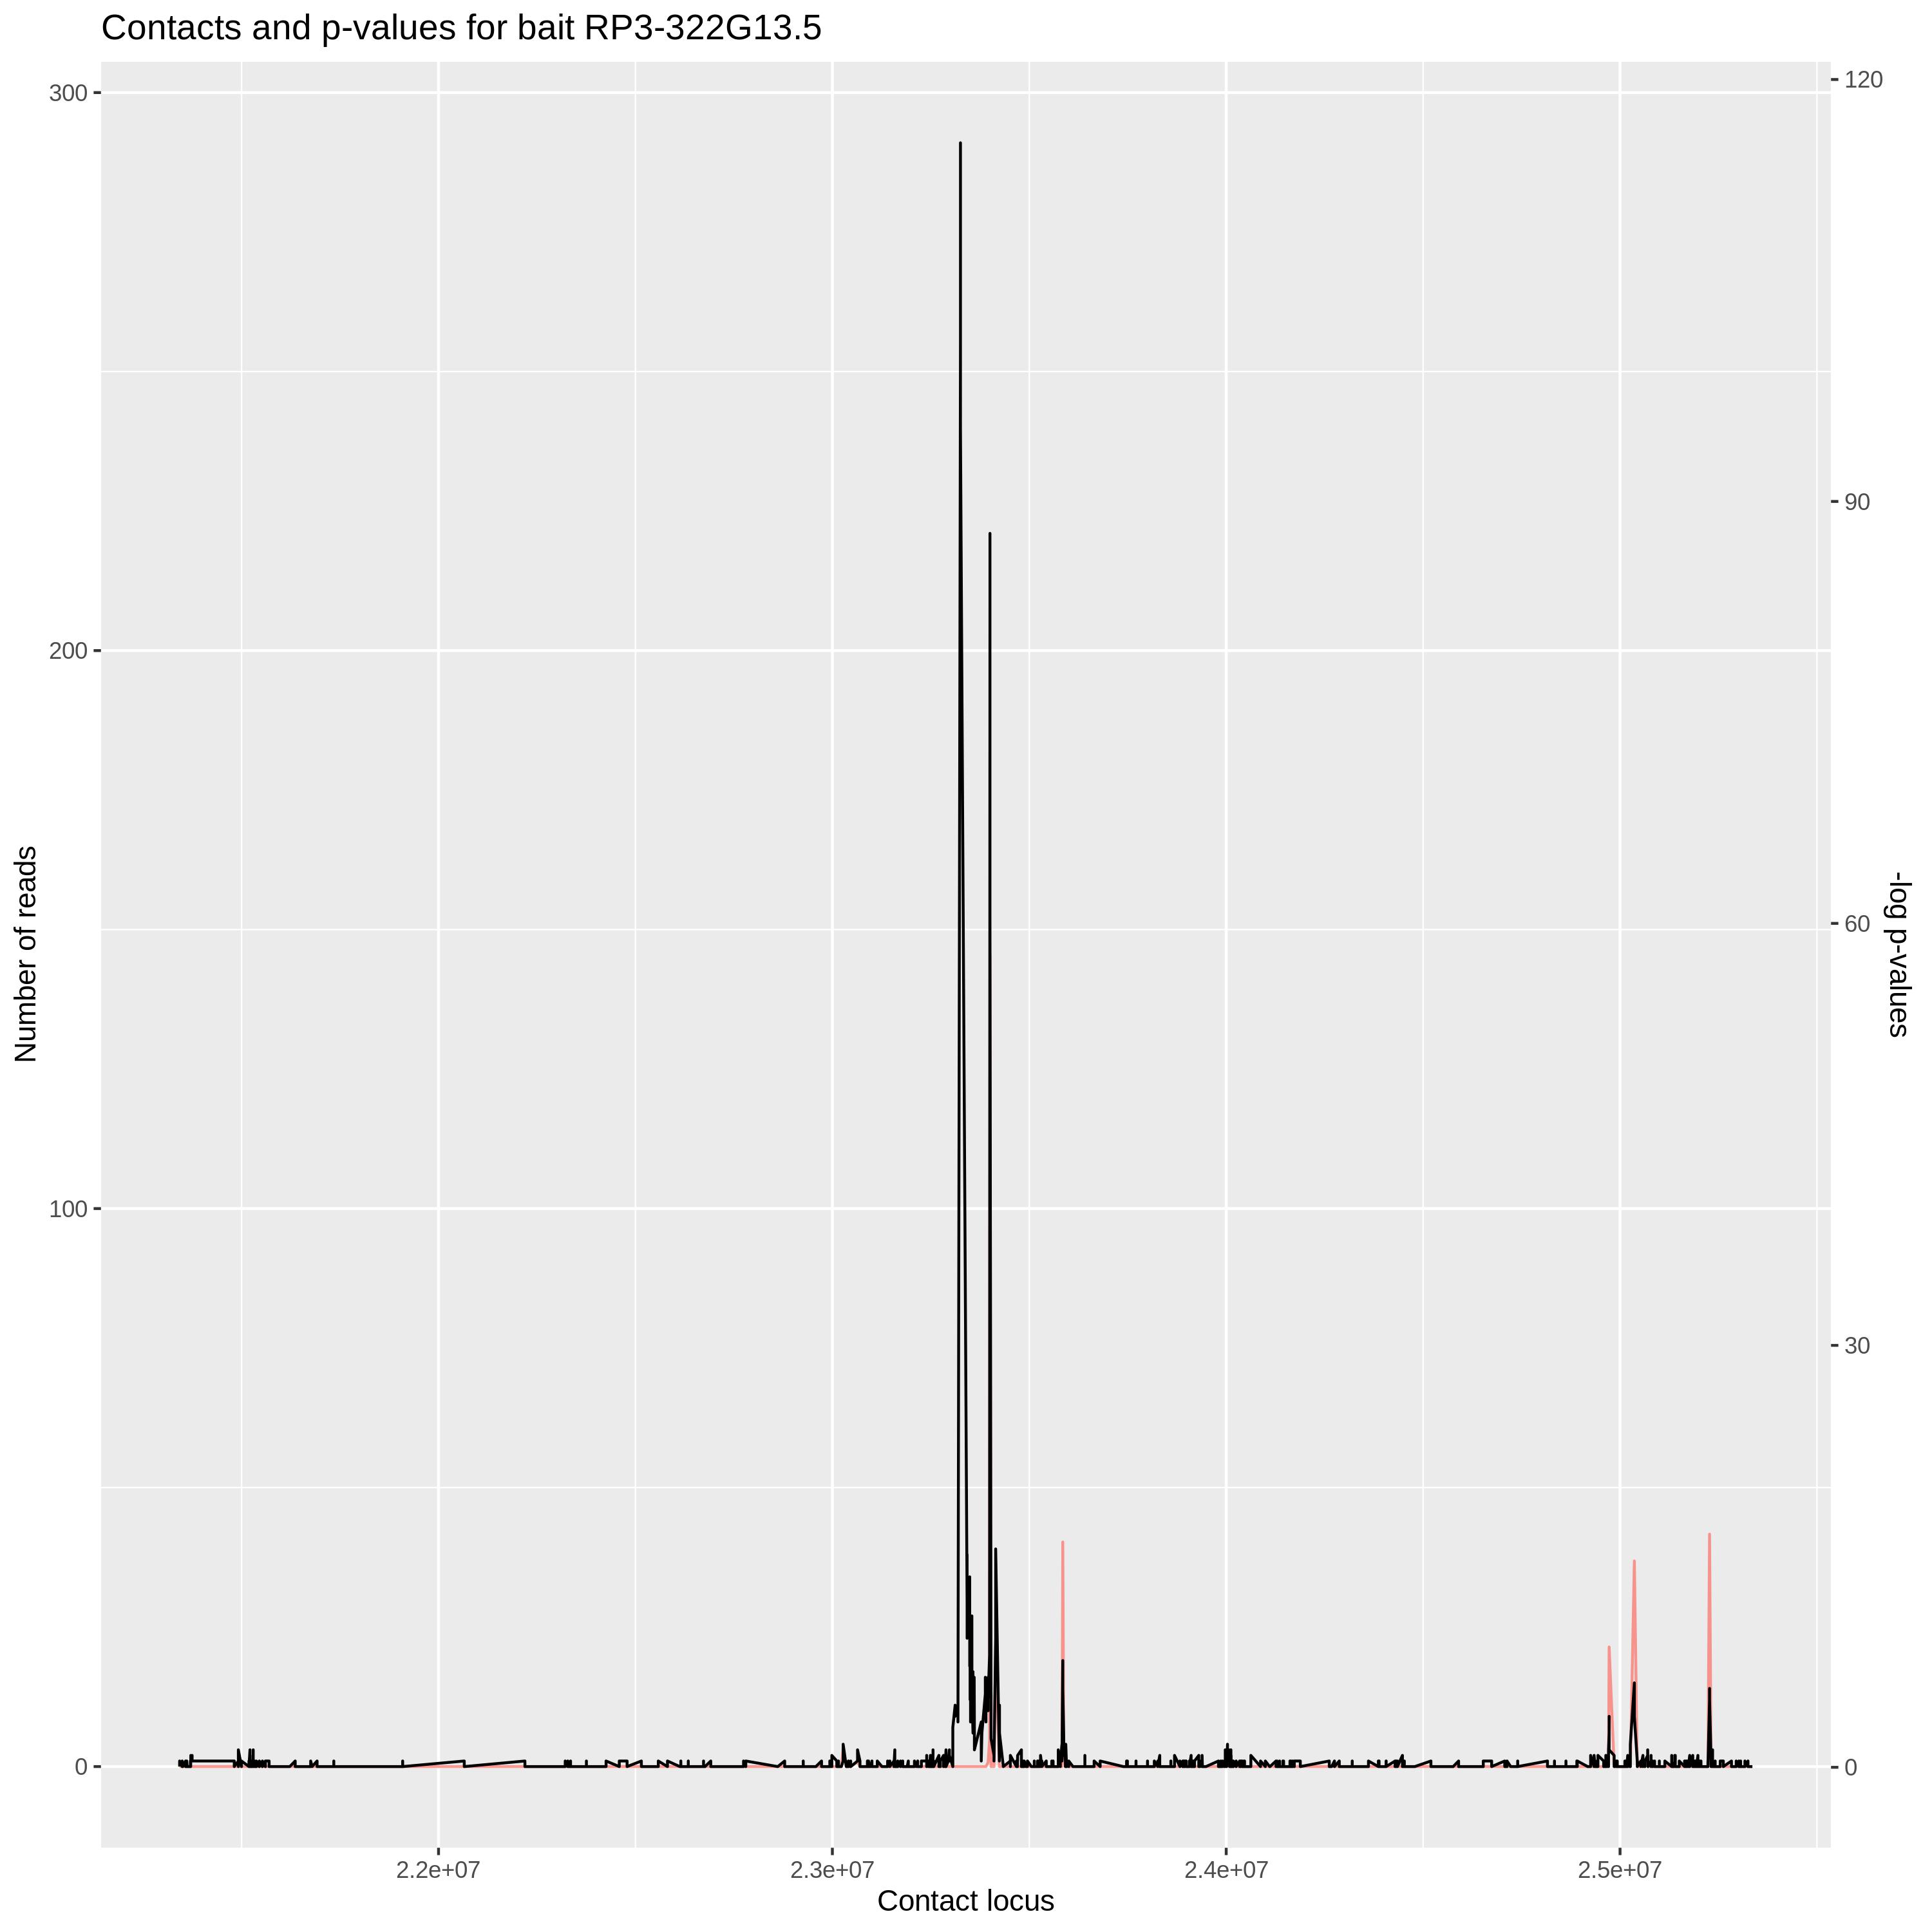 Contacts and p-values for bait RP3-322G13.5
300
200
100
0
120
90
60
30
0
Number of reads
-log p-values
2.2e+07 2.3e+07 2.4e+07 2.5e+07
Contact locus